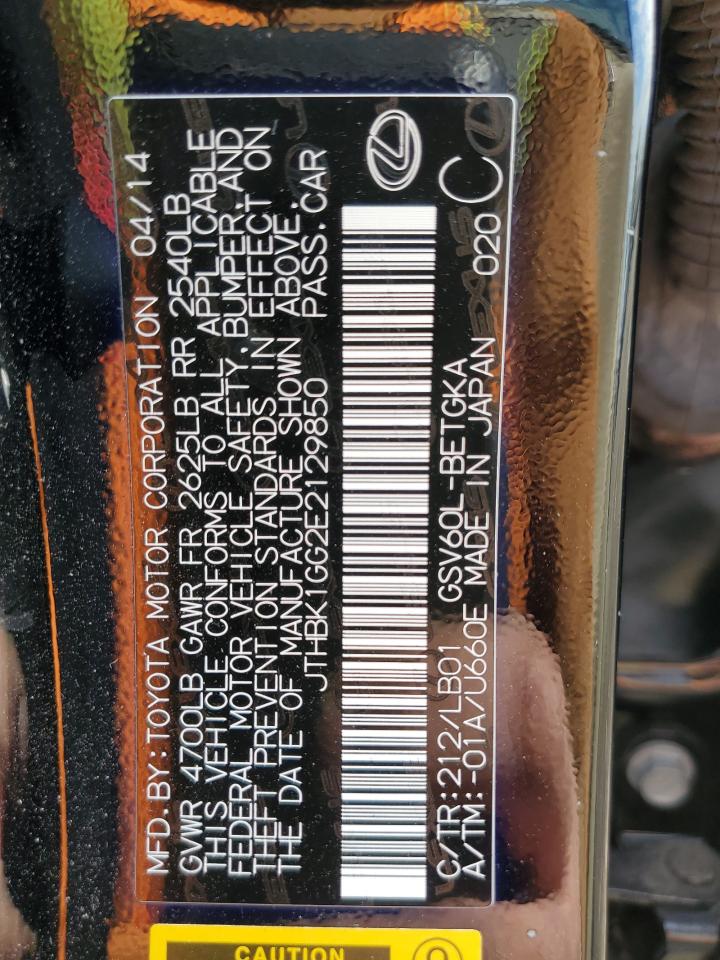 MFD. BY: TOYOTA MOTOR CORPORATION 04/14
GVWR 4700LB GAWR FR 2625LB RR 2540LB
THIS VEHICLE CONFORMS TO ALL APPLICABLE
FEDERAL MOTOR VEHICLE SAFETY, BUMPER, AND
THEFT PREVENTION STANDARDS IN EFFECT ON
THE DATE OF MANUFACTURE SHOWN ABOVE.
JTHBK1GG2E2129850 PASS. CAR
C/TR: 212/LB01 GSV60L-BETGKA
A/TM: -01A/U660E MADE IN JAPAN 020 C
CAUTION